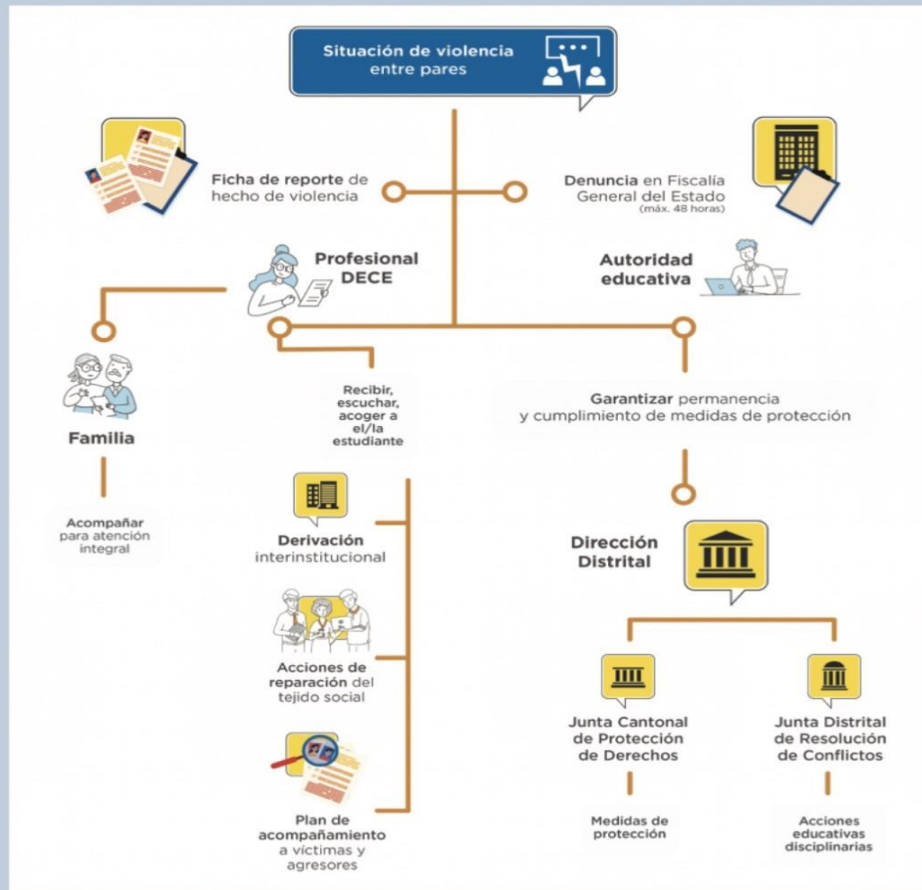 Situación de violencia
entre pares
Ficha de reporte de
hecho de violencia
Denuncia en Fiscalía
General del Estado
(máx. 48 horas)
Profesional
DECE
Autoridad
educativa
Familia
Acompañar
para atención
integral
Recibir,
escuchar,
acoger a
el/la
estudiante
Derivación
interinstitucional
Acciones de
reparación del
tejido social
Plan de
acompañamiento
a víctimas y
agresores
Garantizar permanencia
y cumplimiento de medidas de protección
Dirección
Distrital
Junta Cantonal
de Protección
de Derechos
Medidas de
protección
Junta Distrital
de Resolución
de Conflictos
Acciones
educativas
disciplinarias